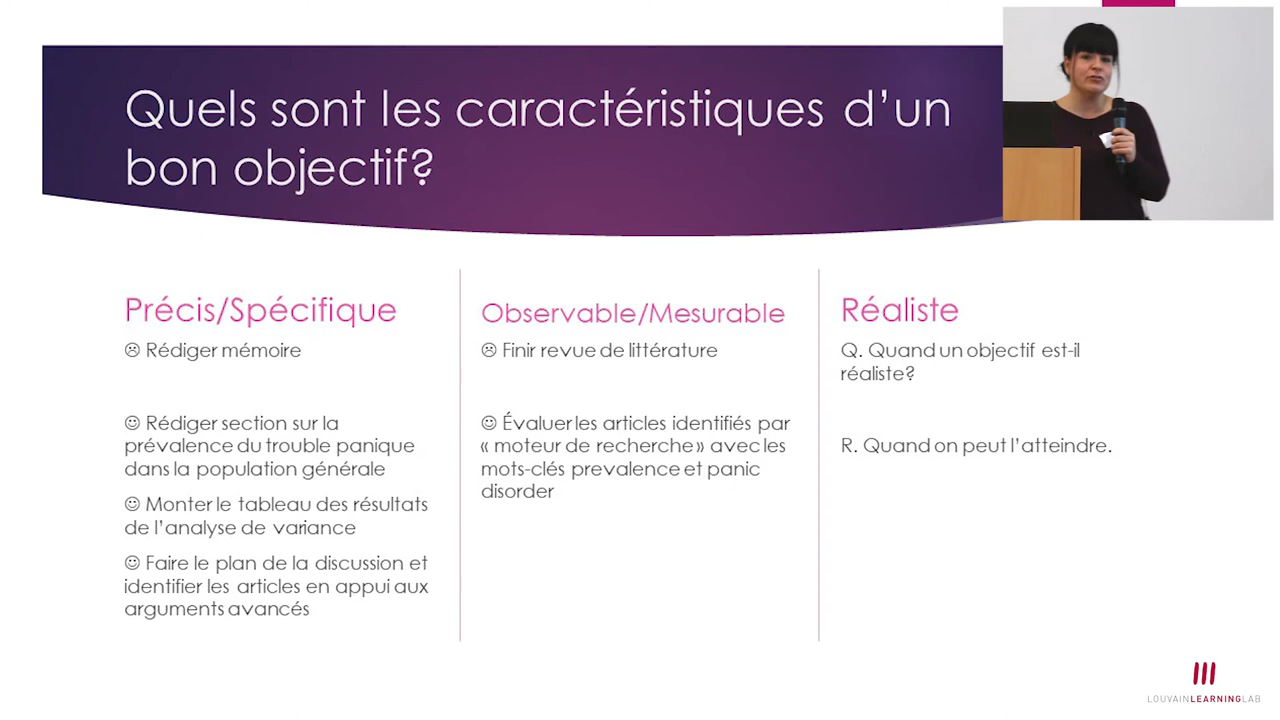 Quels sont les caractéristiques d’un
bon objectif?
Précis/Spécifique
☹ Rédiger mémoire
☺ Rédiger section sur la
prévalence du trouble panique
dans la population générale
☺ Monter le tableau des résultats
de l’analyse de variance
☺ Faire le plan de la discussion et
identifier les articles en appui aux
arguments avancés
Observable/Mesurable
☹ Finir revue de littérature
☺ Évaluer les articles identifiés par
« moteur de recherche » avec les
mots-clés prevalence et panic
disorder
Réaliste
Q. Quand un objectif est-il
réaliste?
R. Quand on peut l’atteindre.
LOUVAINLEARNINGLAB